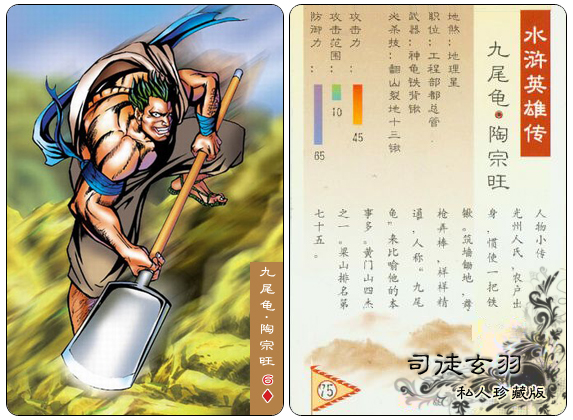 九尾龟·陶宗旺
6
水浒英雄传
九尾龟·陶宗旺
地煞：地理星
职位：工程部都总管
武器：神龟铁背锹
必杀技：翻山裂地十三锹
攻击力：45
攻击范围：10
防御力：65
人物小传
光州人氏，农户出
身，惯使一把铁
锹。筑墙锄地，舞
枪弄棒，样样精
通，人称“九尾
龟”来比喻他的本
事多。黄门山四杰
之一。梁山排名第
七十五。
75
司徒玄羽
私人珍藏版